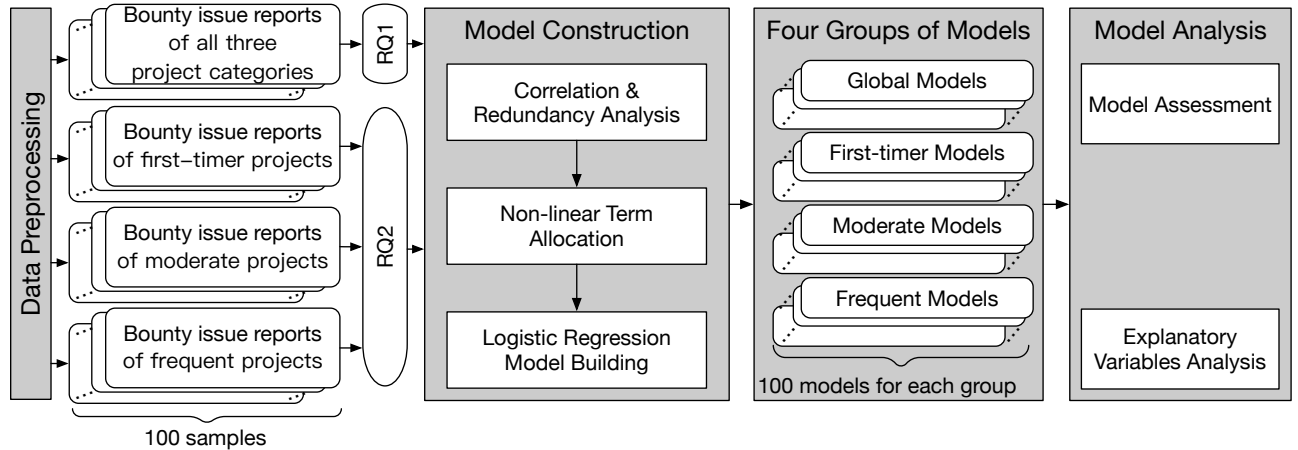 Data Preprocessing
Bounty issue reports
of all three
project categories
Bounty issue reports
of first–timer projects
Bounty issue reports
of moderate projects
Bounty issue reports
of frequent projects
100 samples
RQ1
RQ2
Model Construction
Correlation &
Redundancy Analysis
Non-linear Term
Allocation
Logistic Regression
Model Building
Four Groups of Models
Global Models
First-timer Models
Moderate Models
Frequent Models
100 models for each group
Model Analysis
Model Assessment
Explanatory
Variables Analysis